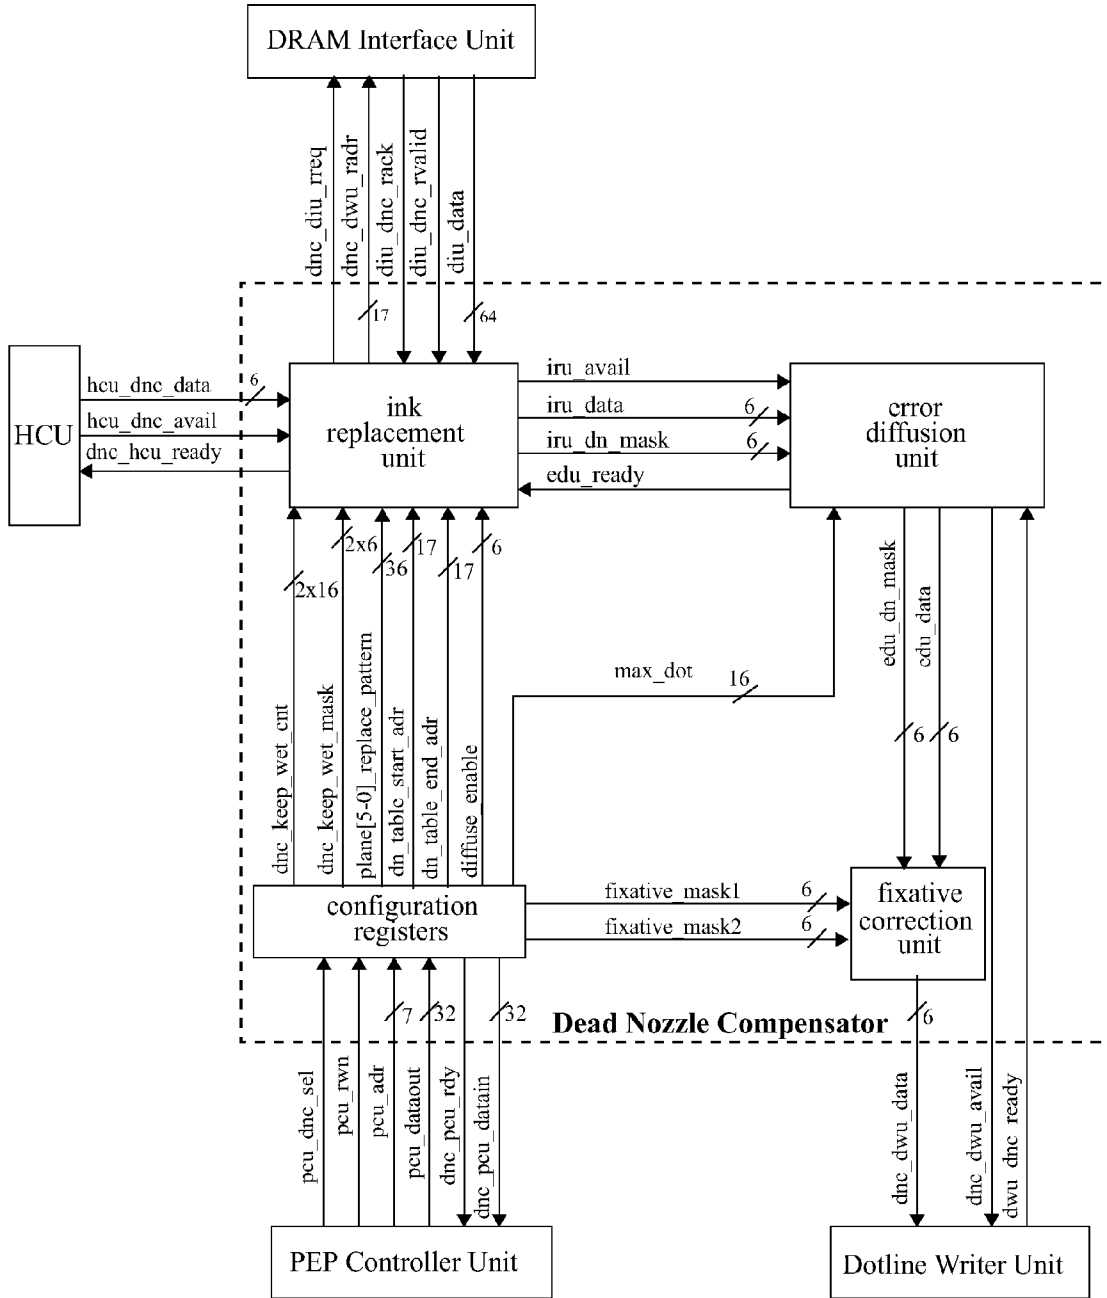 DRAM Interface Unit
dnc_diu_rreq
dnc_dwu_radr
diu_dnc_rack
diu_dnc_rvalid
diu_data
17
64
HCU
hcu_dnc_data
6
hcu_dnc_avail
dnc_hcu_ready
ink
replacement
unit
iru_avail
iru_data
6
iru_dn_mask
6
edu_ready
error
diffusion
unit
2x16
2x6
36
17
17
6
dnc_keep_wet_cnt
dnc_keep_wet_mask
plane[5-0]_replace_pattern
dn_table_start_adr
dn_table_end_adr
diffuse_enable
max_dot
16
edu_dn_mask
edu_data
6
6
configuration
registers
fixative_mask1
6
fixative_mask2
6
fixative
correction
unit
7
32
32
Dead Nozzle Compensator
6
pcu_dnc_sel
pcu_rwn
pcu_adr
pcu_dataout
dnc_pcu_rdy
dnc_pcu_datain
dnc_dwu_data
dnc_dwu_avail
dwu_dnc_ready
PEP Controller Unit
Dotline Writer Unit